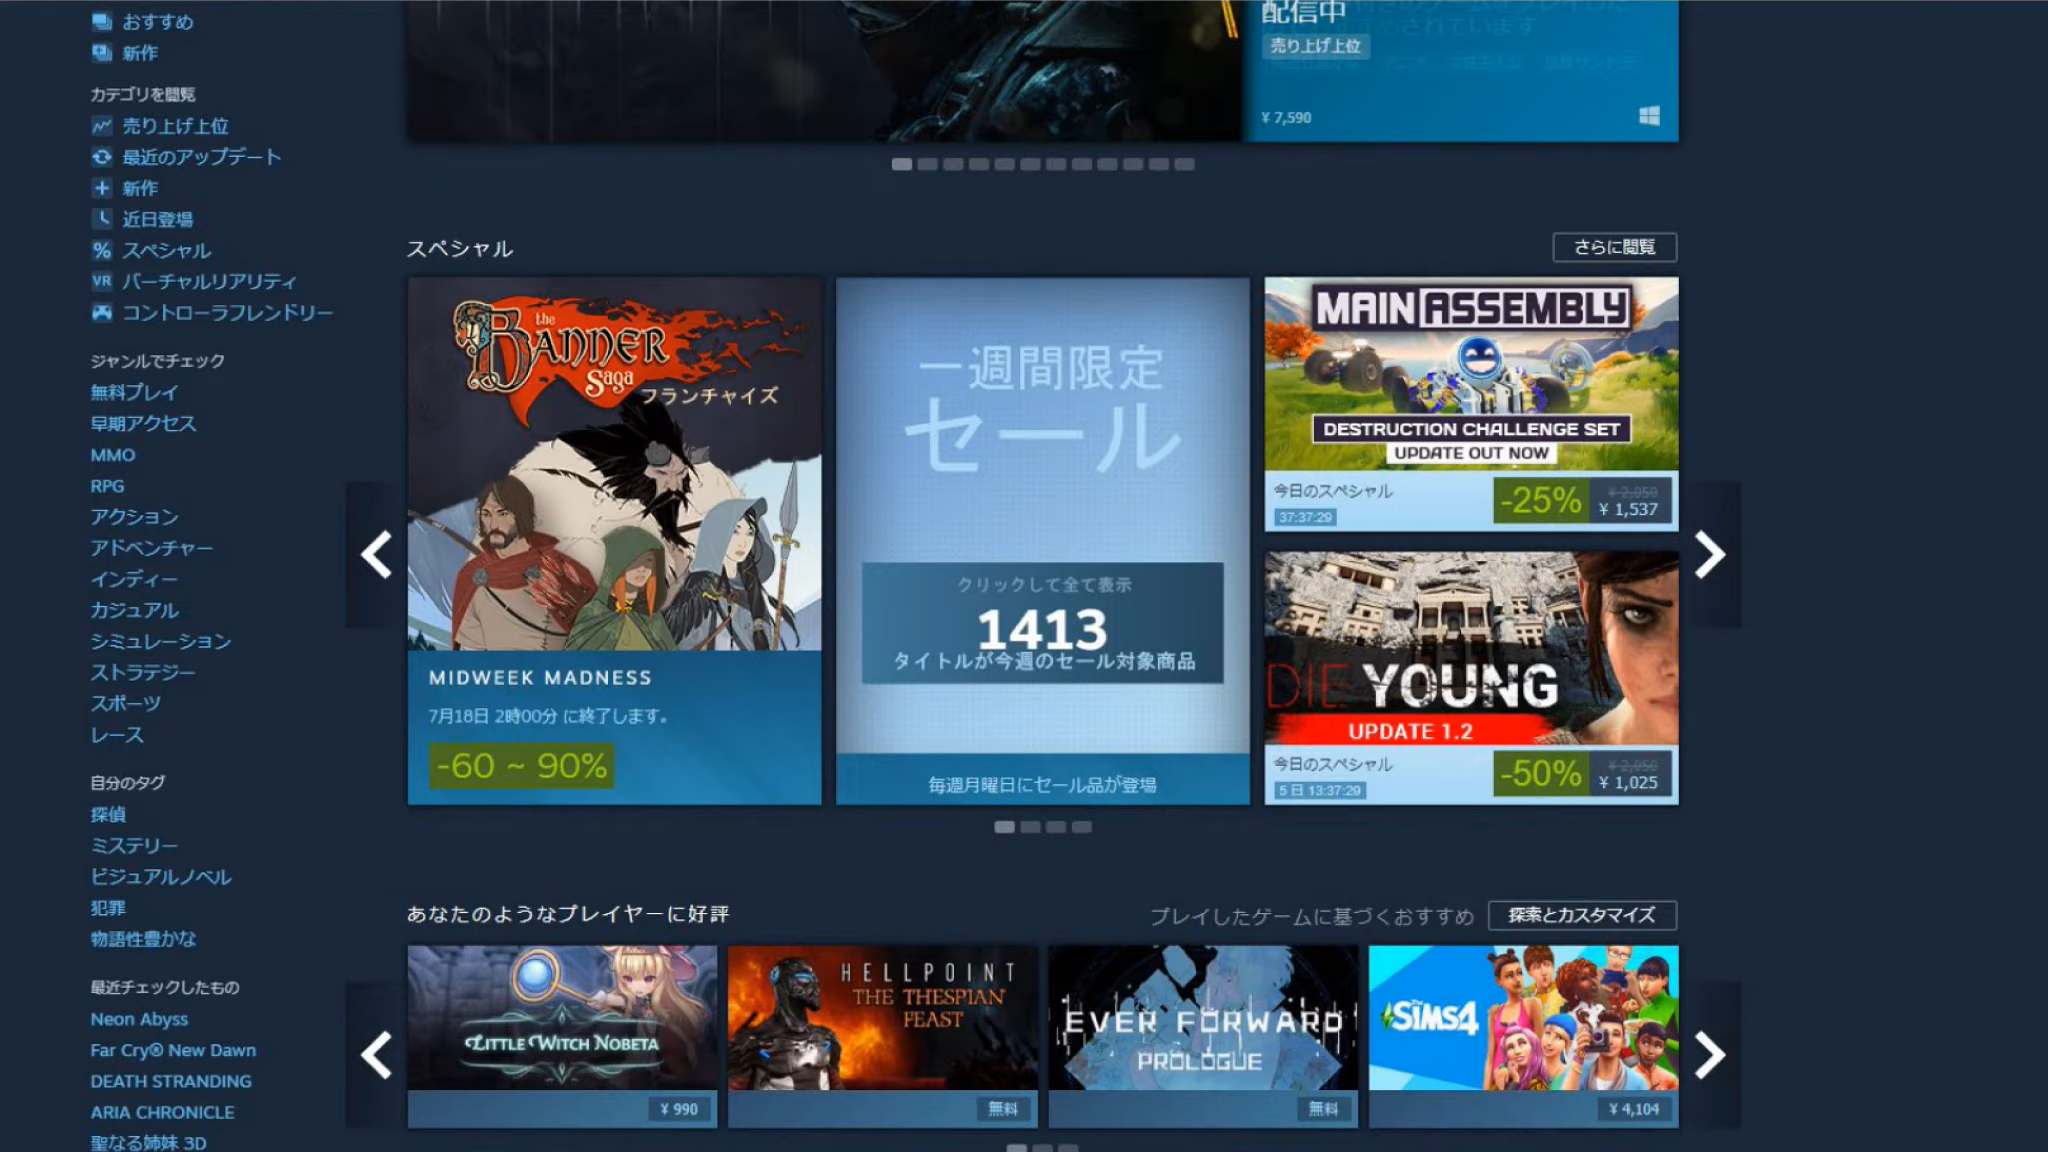 おすすめ
新作
カテゴリを閲覧
売り上げ上位
最近のアップデート
新作
近日登場
スペシャル
VR バーチャルリアリティ
コントローラフレンドリー
ジャンルでチェック
無料プレイ
早期アクセス
MMO
RPG
アクション
アドベンチャー
インディー
カジュアル
シミュレーション
ストラテジー
スポーツ
レース
自分のタグ
探偵
ミステリー
ビジュアルノベル
犯罪
物語性豊かな
最近チェックしたもの
Neon Abyss
Far Cry® New Dawn
DEATH STRANDING
ARIA CHRONICLE
聖なる姉妹 3D
配信中
売り上げ上位
¥ 7,590
スペシャル
さらに閲覧
the
BANNER
Saga
フランチャイズ
MIDWEEK MADNESS
7月18日 2時00分 に終了します。
-60 ~ 90%
一週間限定
セール
クリックして全て表示
1413
タイトルが今週のセール対象商品
毎週月曜日にセール品が登場
MAIN ASSEMBLY
DESTRUCTION CHALLENGE SET
UPDATE OUT NOW
今日のスペシャル
37:37:29
-25%
¥ 2,050
¥ 1,537
DIE YOUNG
UPDATE 1.2
今日のスペシャル
5 日 13:37:29
-50%
¥ 2,050
¥ 1,025
あなたのようなプレイヤーに好評
プレイしたゲームに基づくおすすめ
探索とカスタマイズ
LITTLE WITCH NOBETA
¥ 990
HELLPOINT
THE THESPIAN
FEAST
無料
EVER FORWARD
PROLOGUE
無料
The
SIMS4
¥ 4,104